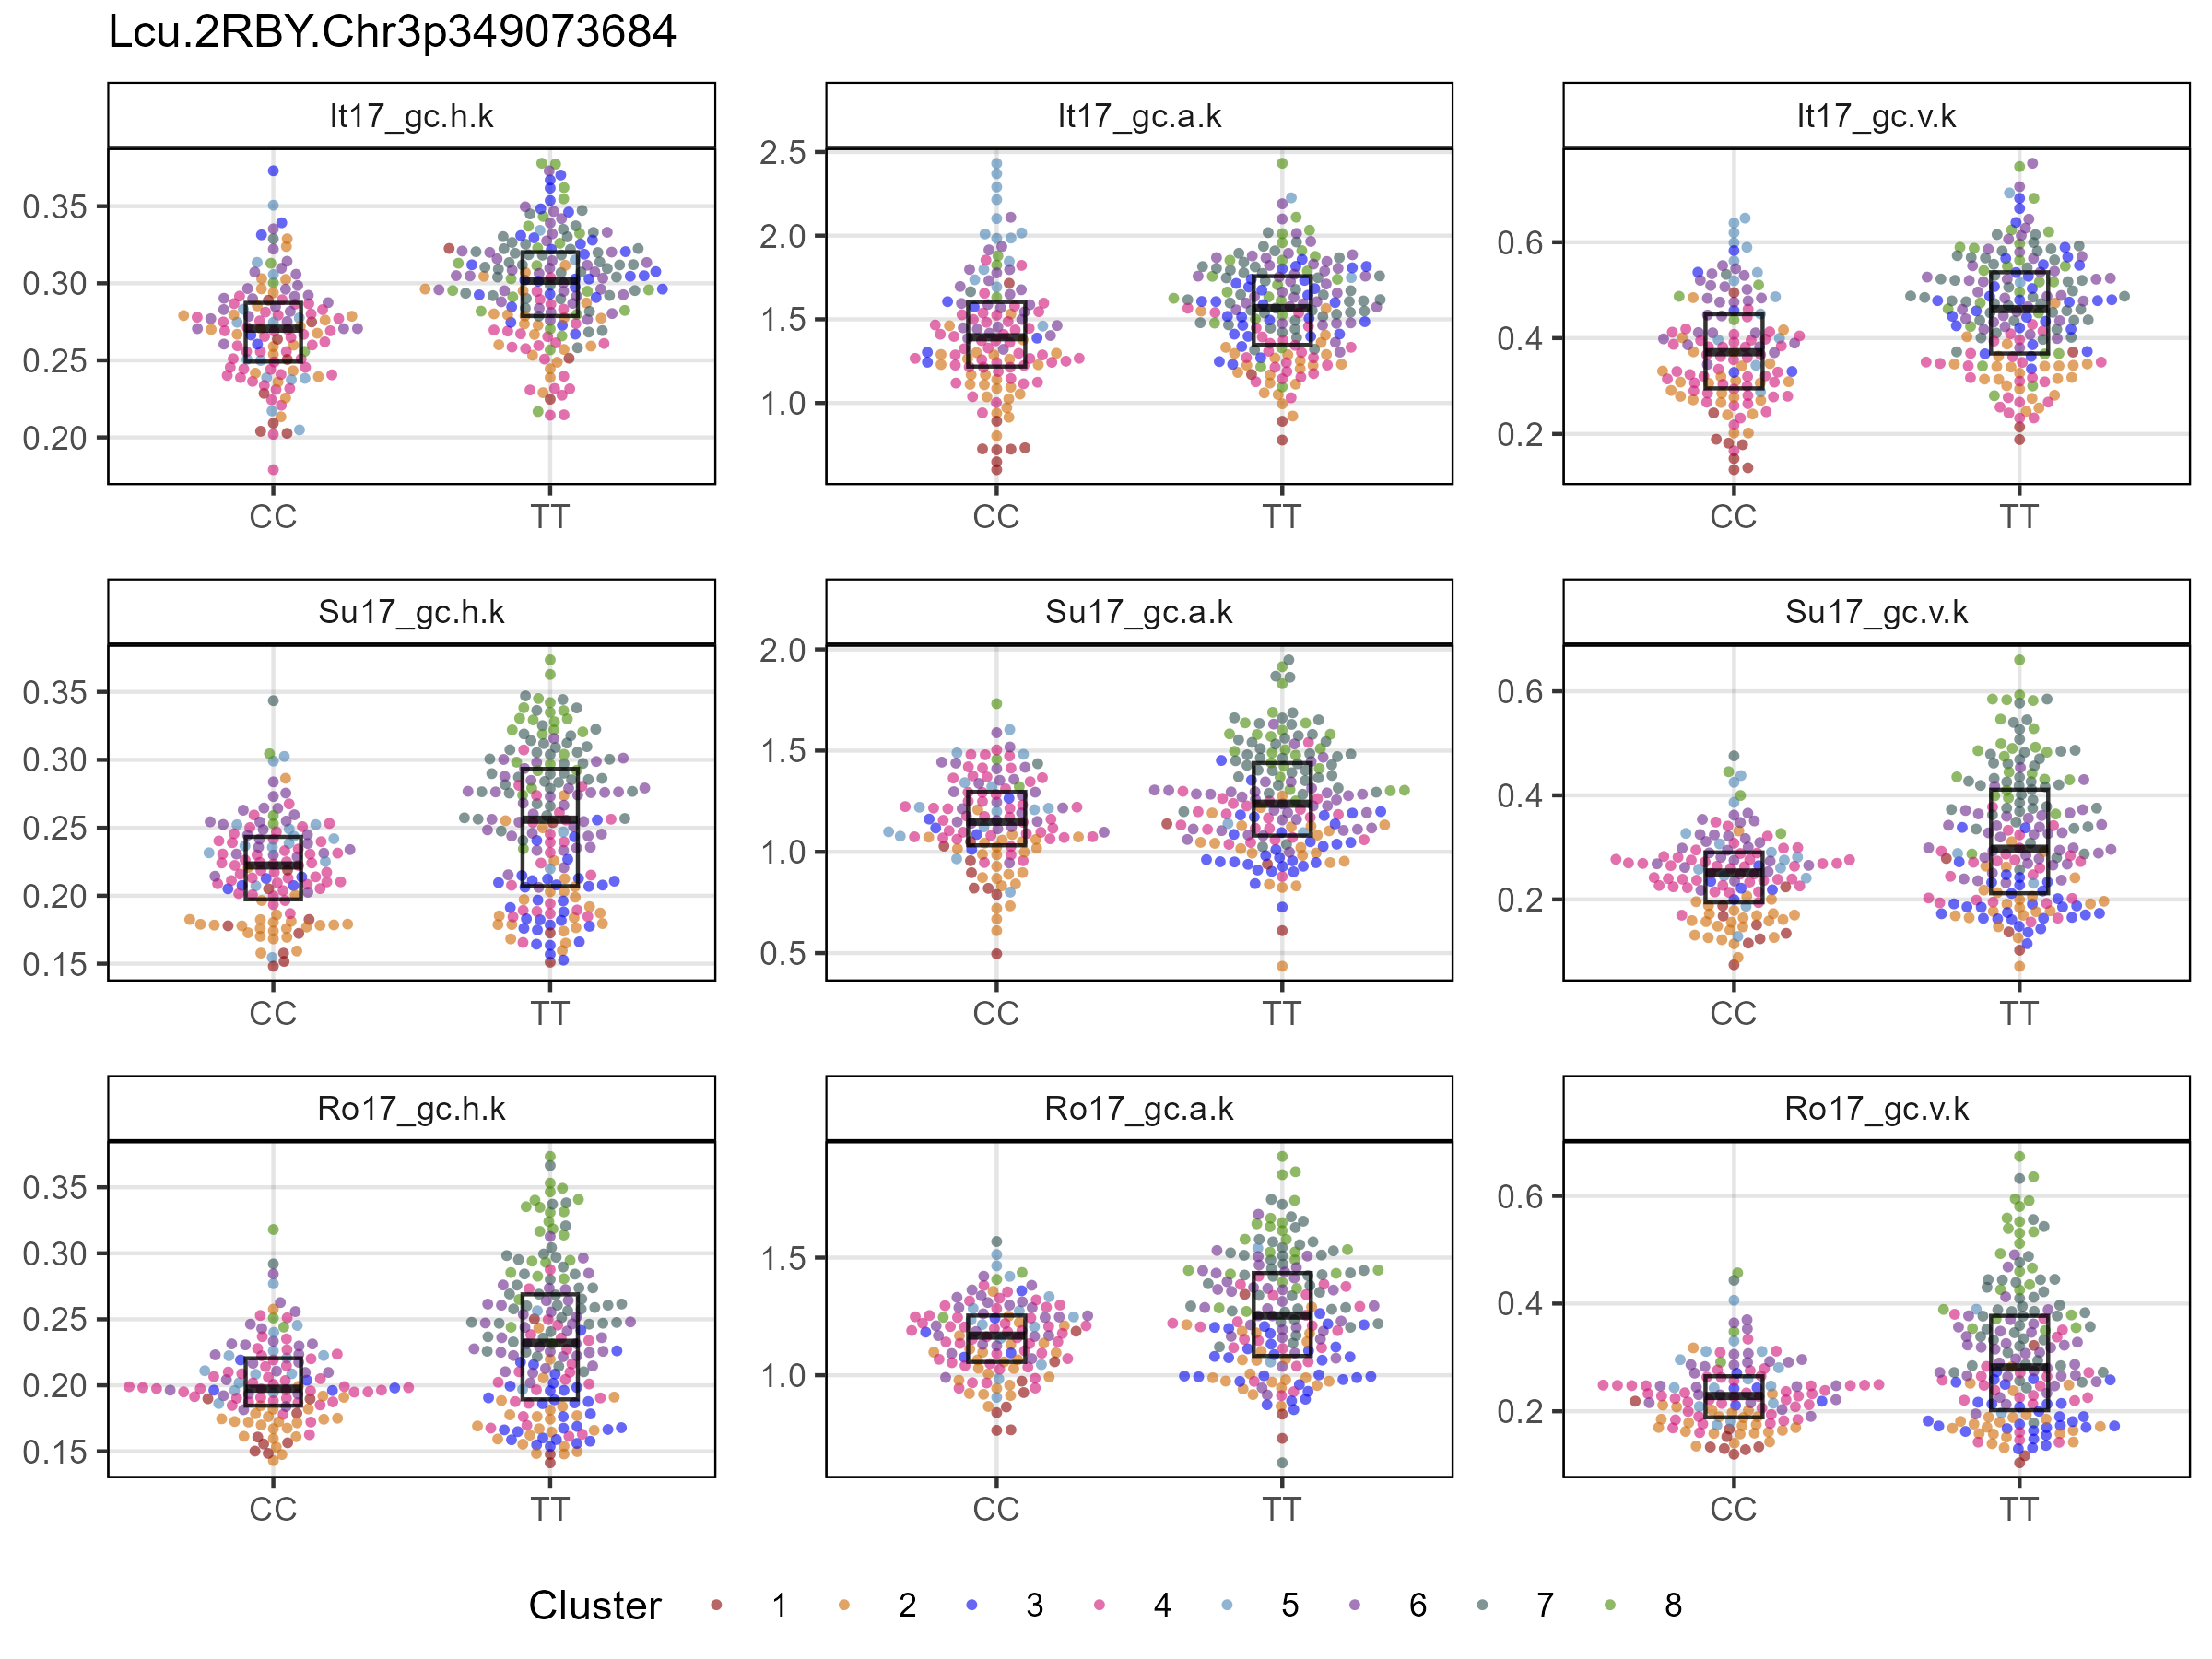 Lcu.2RBY.Chr3p349073684
It17_gc.h.k
It17_gc.a.k
It17_gc.v.k
0.35
0.30
0.25
0.20
CC
TT
2.5
2.0
1.5
1.0
CC
TT
0.6
0.4
0.2
CC
TT
Su17_gc.h.k
Su17_gc.a.k
Su17_gc.v.k
0.35
0.30
0.25
0.20
0.15
CC
TT
2.0
1.5
1.0
0.5
CC
TT
0.6
0.4
0.2
CC
TT
Ro17_gc.h.k
Ro17_gc.a.k
Ro17_gc.v.k
0.35
0.30
0.25
0.20
0.15
CC
TT
1.5
1.0
CC
TT
0.6
0.4
0.2
CC
TT
Cluster 1 2 3 4 5 6 7 8